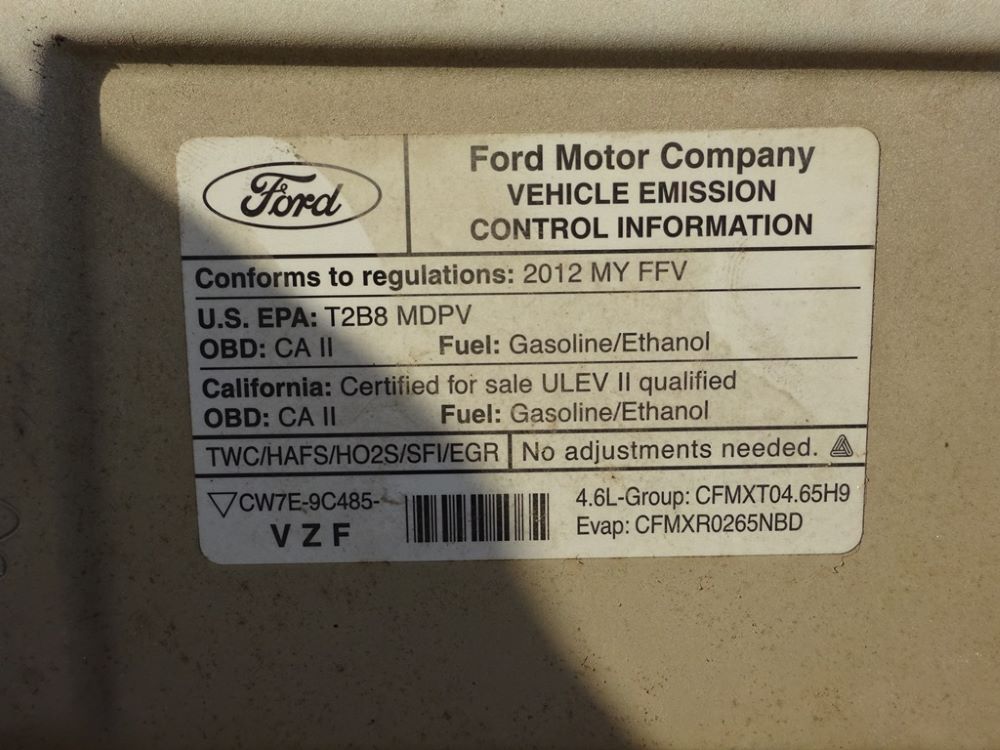 Ford
Ford Motor Company
VEHICLE EMISSION
CONTROL INFORMATION
Conforms to regulations: 2012 MY FFV
U.S. EPA: T2B8 MDPV
OBD: CA II Fuel: Gasoline/Ethanol
California: Certified for sale ULEV II qualified
OBD: CA II Fuel: Gasoline/Ethanol
TWC/HAFS/HO2S/SFI/EGR No adjustments needed.
CW7E-9C485-
V Z F
4.6L-Group: CFMXT04.65H9
Evap: CFMXR0265NBD